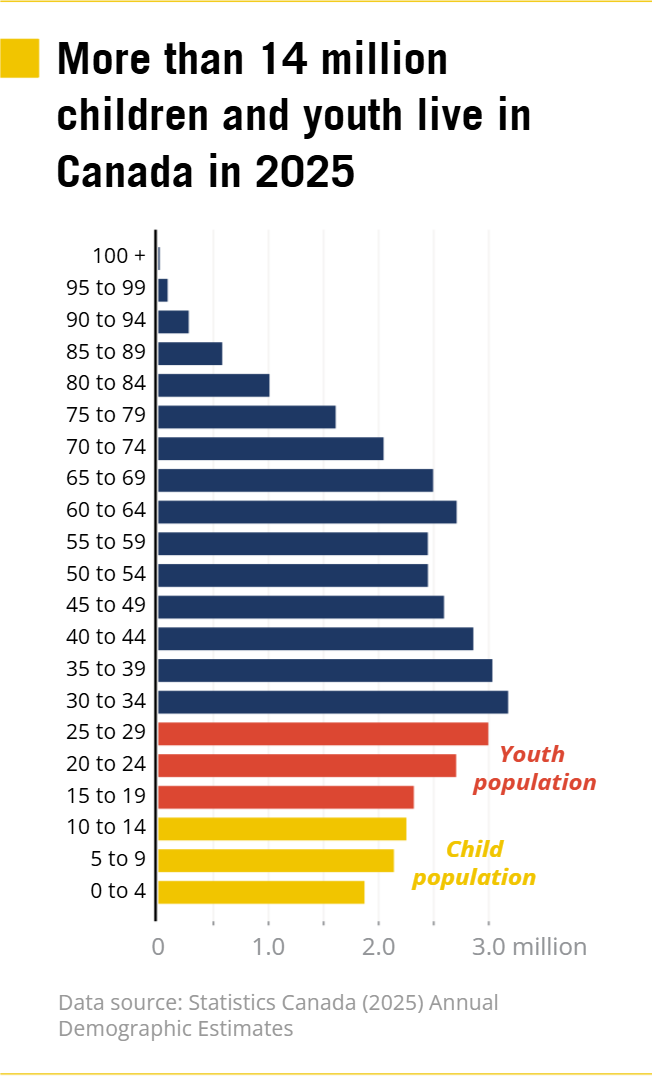 More than 14 million
children and youth live in
Canada in 2025
100 +
95 to 99
90 to 94
85 to 89
80 to 84
75 to 79
70 to 74
65 to 69
60 to 64
55 to 59
50 to 54
45 to 49
40 to 44
35 to 39
30 to 34
25 to 29
20 to 24
15 to 19
Youth
population
10 to 14
5 to 9
0 to 4
Child
population
0 1.0 2.0 3.0 million
Data source: Statistics Canada (2025) Annual
Demographic Estimates